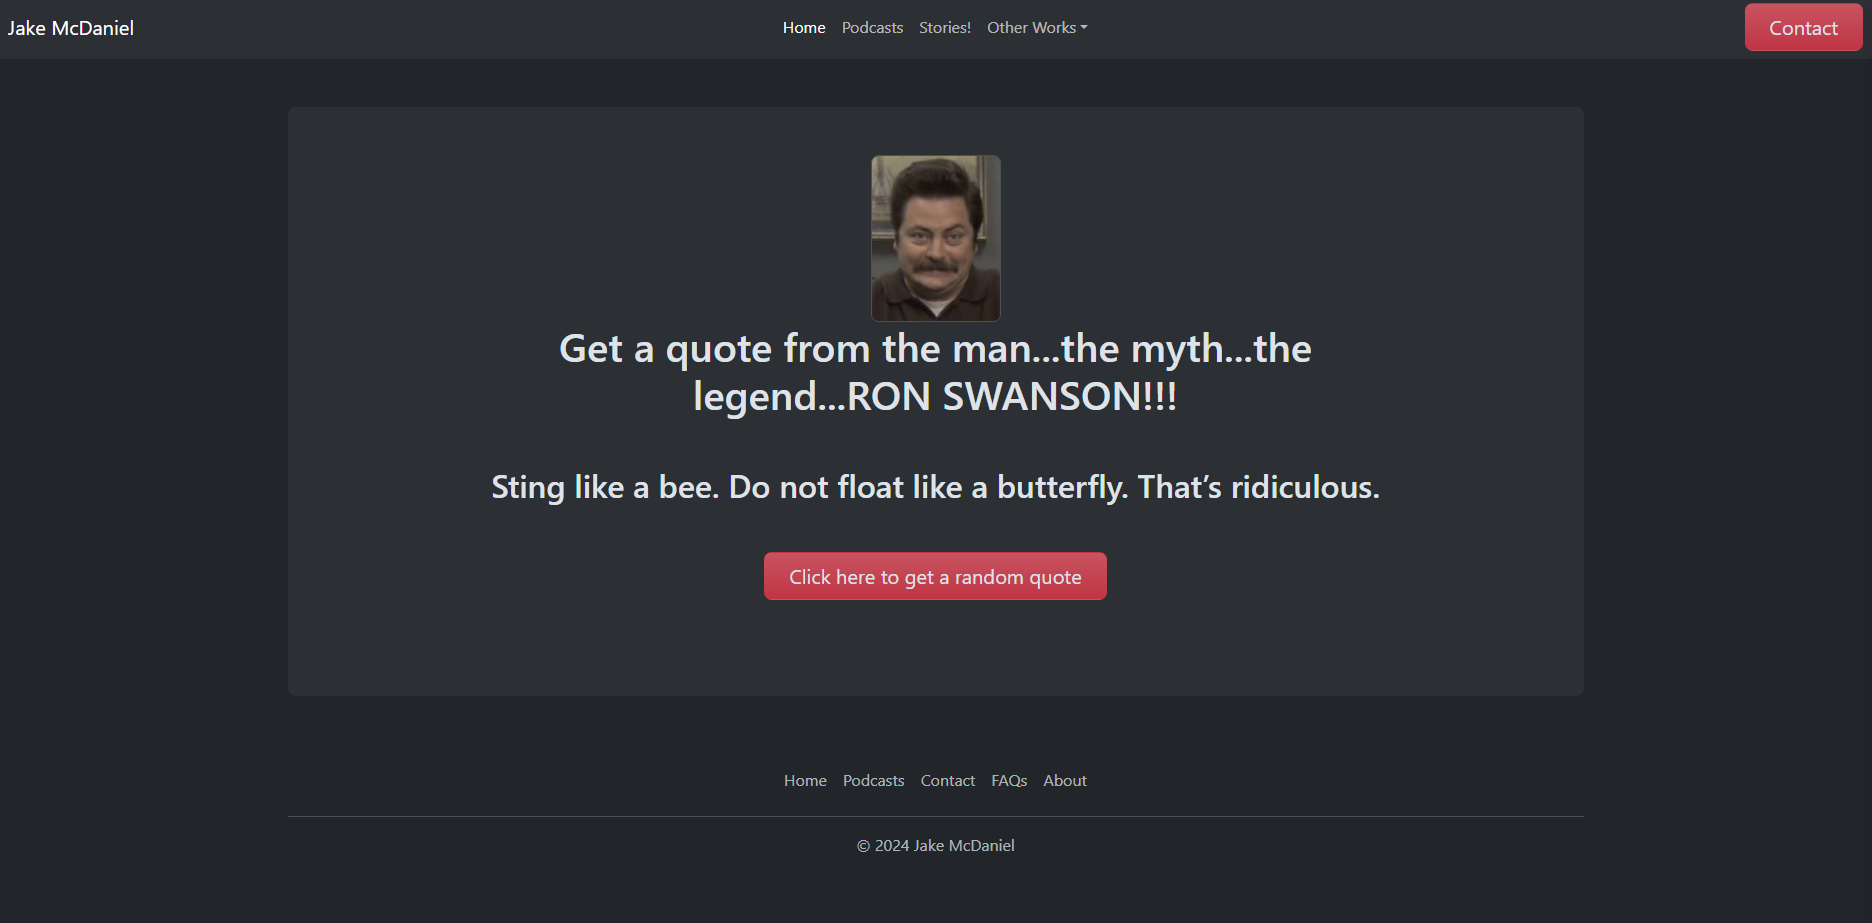 Jake McDaniel
Home Podcasts Stories! Other Works
Contact
Get a quote from the man...the myth...the
legend...RON SWANSON!!!
Sting like a bee. Do not float like a butterfly. That’s ridiculous.
Click here to get a random quote
Home Podcasts Contact FAQs About
© 2024 Jake McDaniel